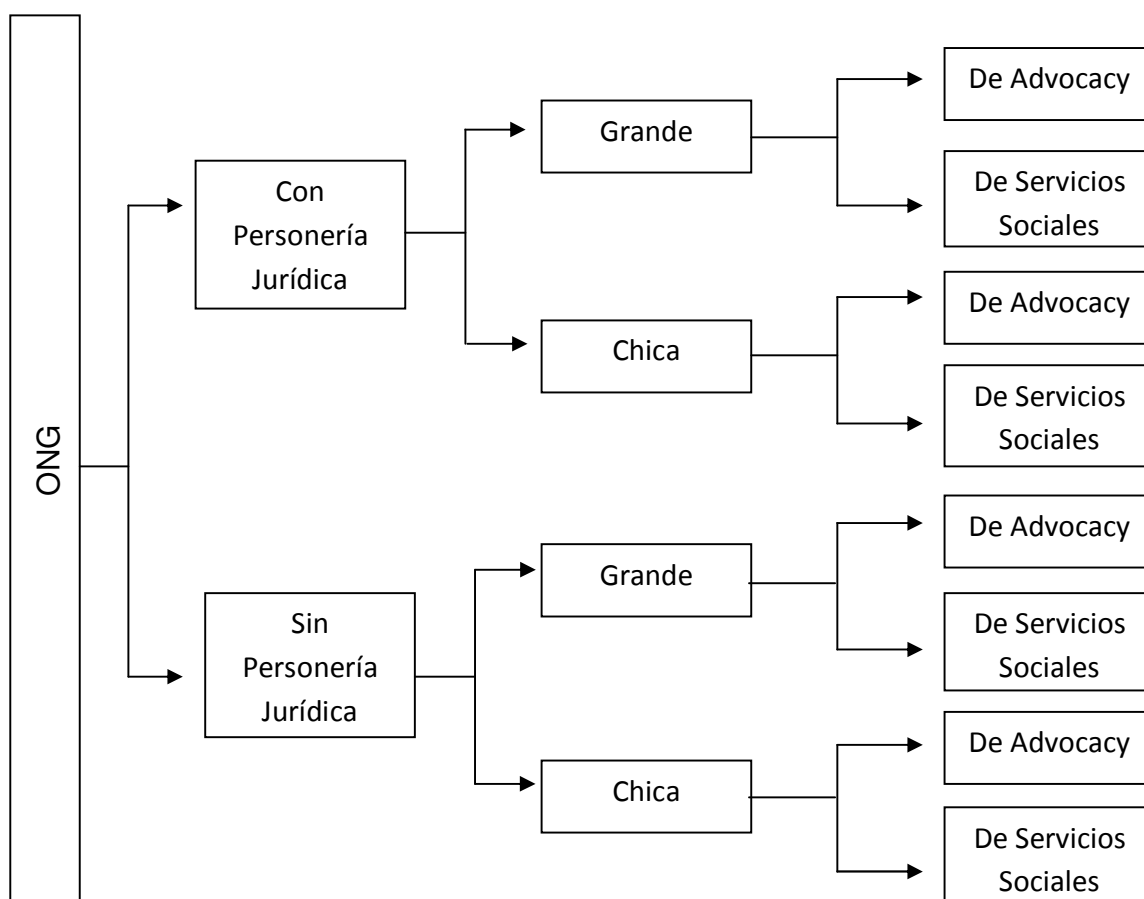 ONG
Con
Personería
Jurídica
Grande
De Advocacy
De Servicios
Sociales
Chica
De Advocacy
De Servicios
Sociales
Sin
Personería
Jurídica
Grande
De Advocacy
De Servicios
Sociales
Chica
De Advocacy
De Servicios
Sociales